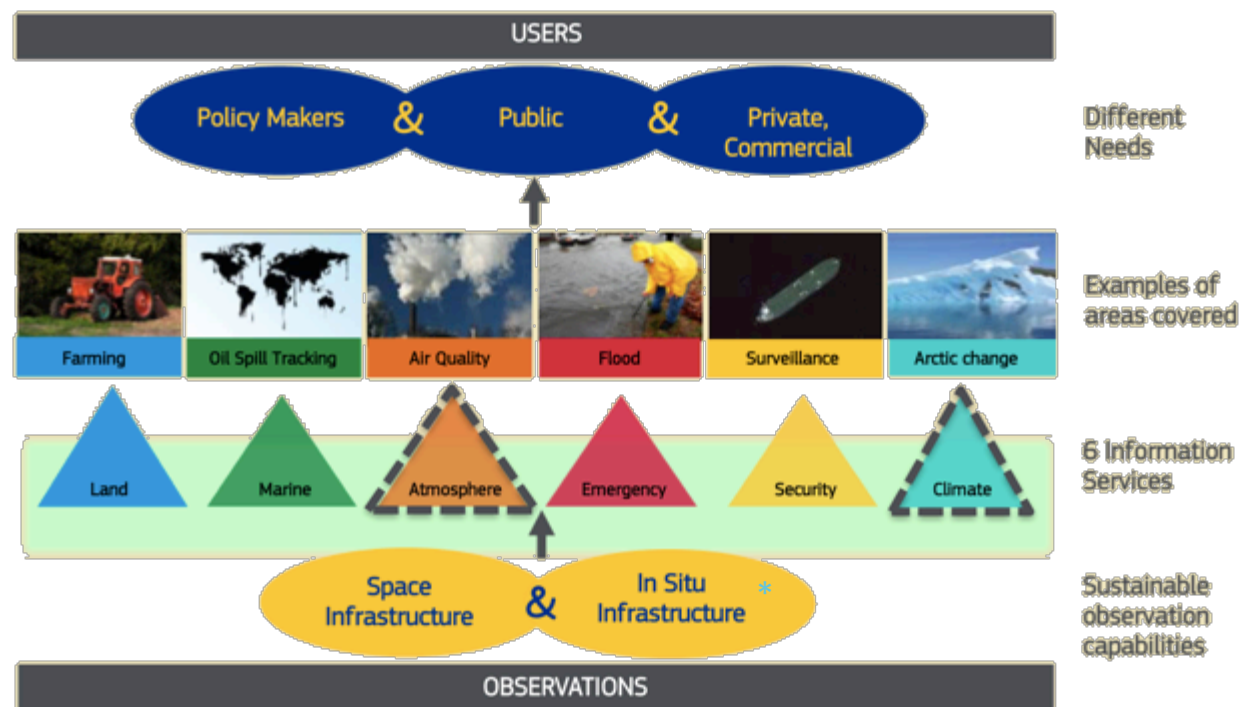 USERS
Policy Makers
&
Public
&
Private,
Commercial
Different
Needs
Farming
Oil Spill Tracking
Air Quality
Flood
Surveillance
Arctic change
Examples of
areas covered
Land
Marine
Atmosphere
Emergency
Security
Climate
6 Information
Services
Space
Infrastructure
&
In Situ
Infrastructure *
Sustainable
observation
capabilities
OBSERVATIONS